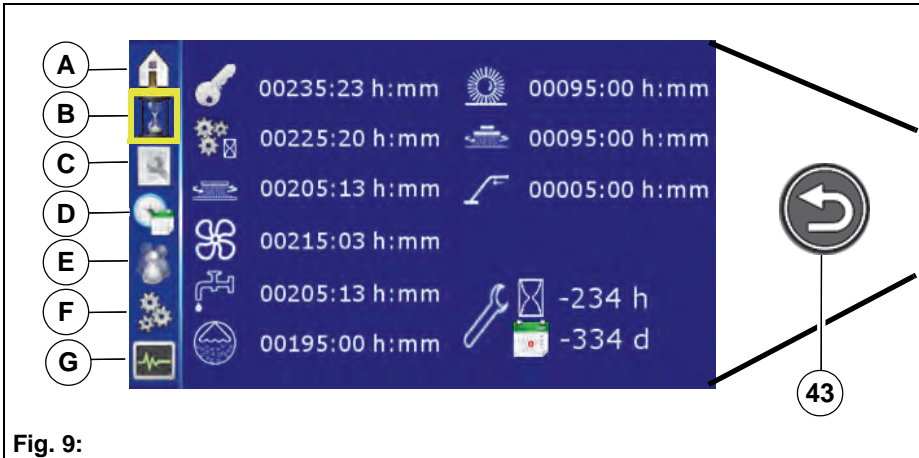 A
B
C
D
E
F
G
00235:23 h:mm
00225:20 h:mm
00205:13 h:mm
00215:03 h:mm
00205:13 h:mm
00195:00 h:mm
00095:00 h:mm
00095:00 h:mm
00005:00 h:mm
-234 h
-334 d
43
Fig. 9: